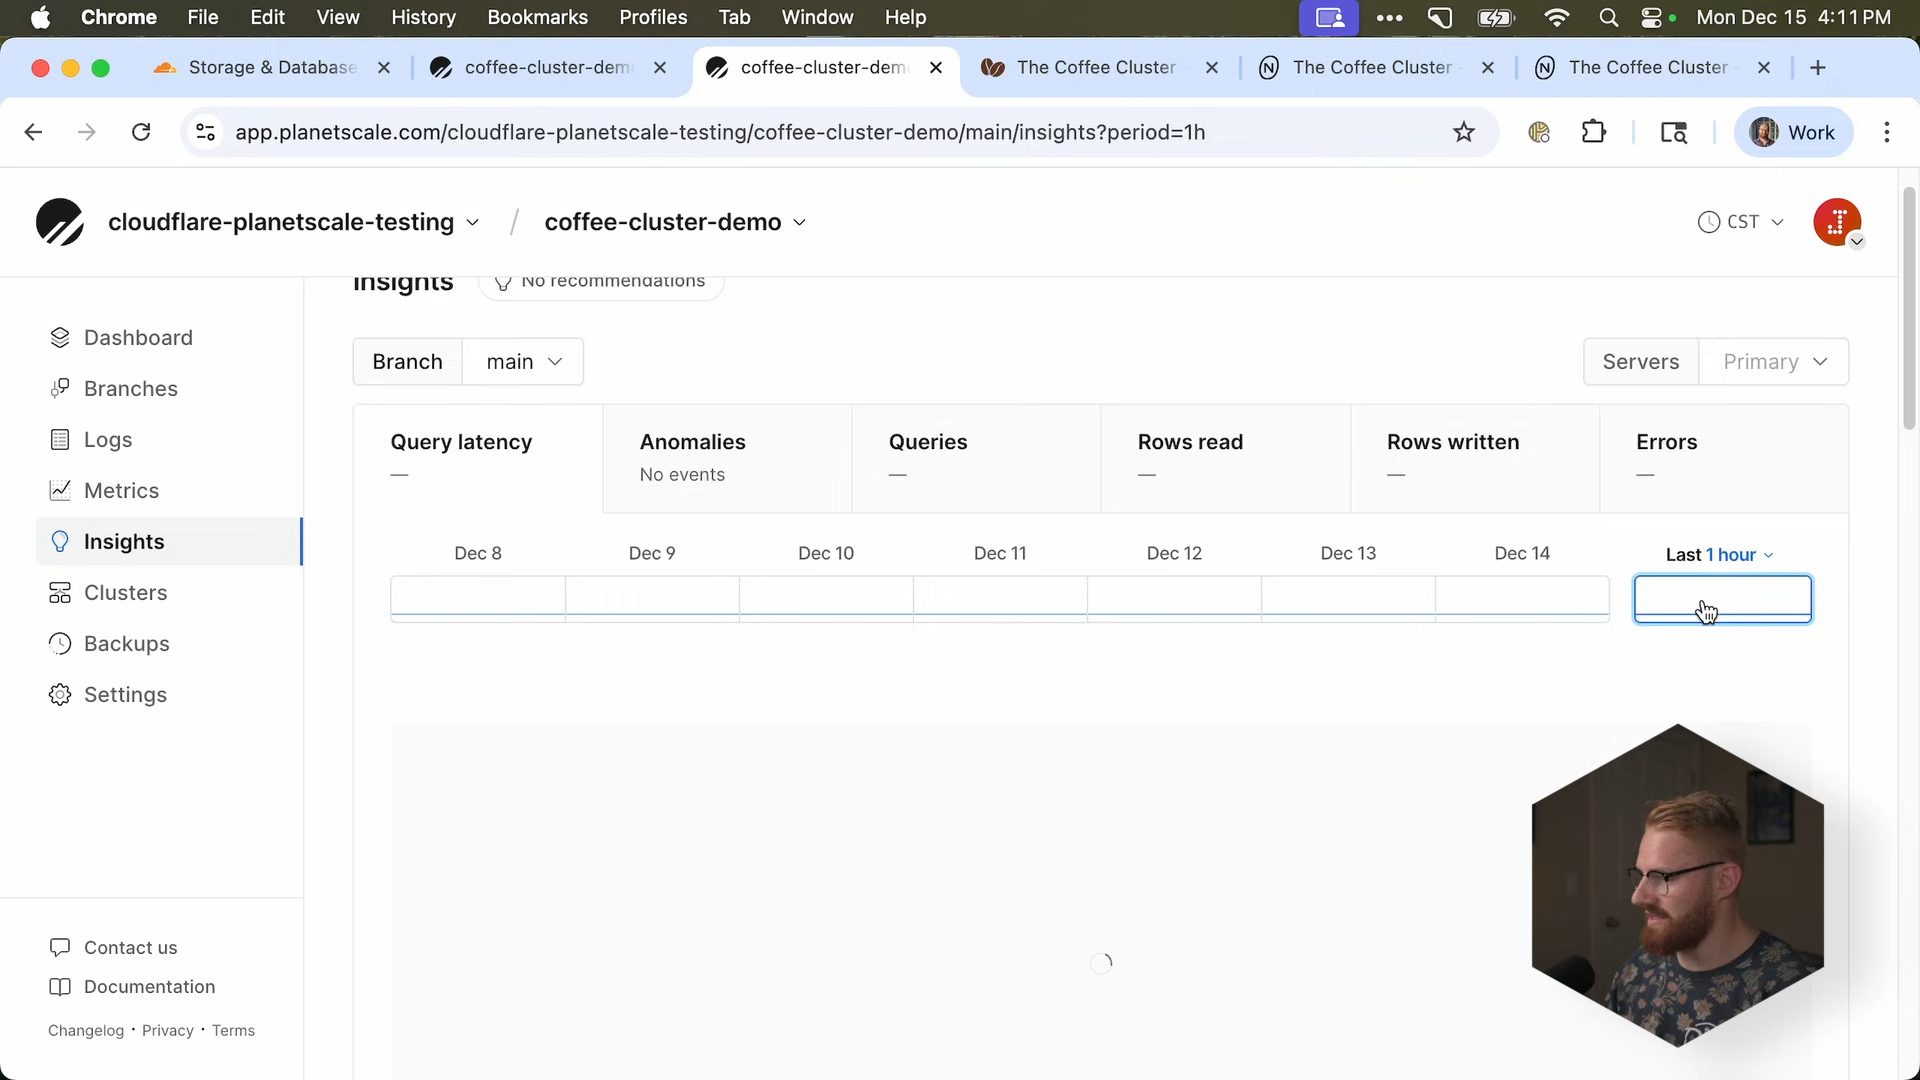 Chrome File Edit View History Bookmarks Profiles Tab Window Help Mon Dec 15 4:11 PM
Storage & Database coffee-cluster-dem coffee-cluster-dem The Coffee Cluster The Coffee Cluster The Coffee Cluster
app.planetscale.com/cloudflare-planetscale-testing/coffee-cluster-demo/main/insights?period=1h Work
cloudflare-planetscale-testing / coffee-cluster-demo CST
Insights No recommendations
Dashboard
Branches
Logs
Metrics
Insights
Clusters
Backups
Settings
Branch main Servers Primary
Query latency Anomalies Queries Rows read Rows written Errors
— No events — — — —
Dec 8 Dec 9 Dec 10 Dec 11 Dec 12 Dec 13 Dec 14 Last 1 hour
Contact us
Documentation
Changelog · Privacy · Terms